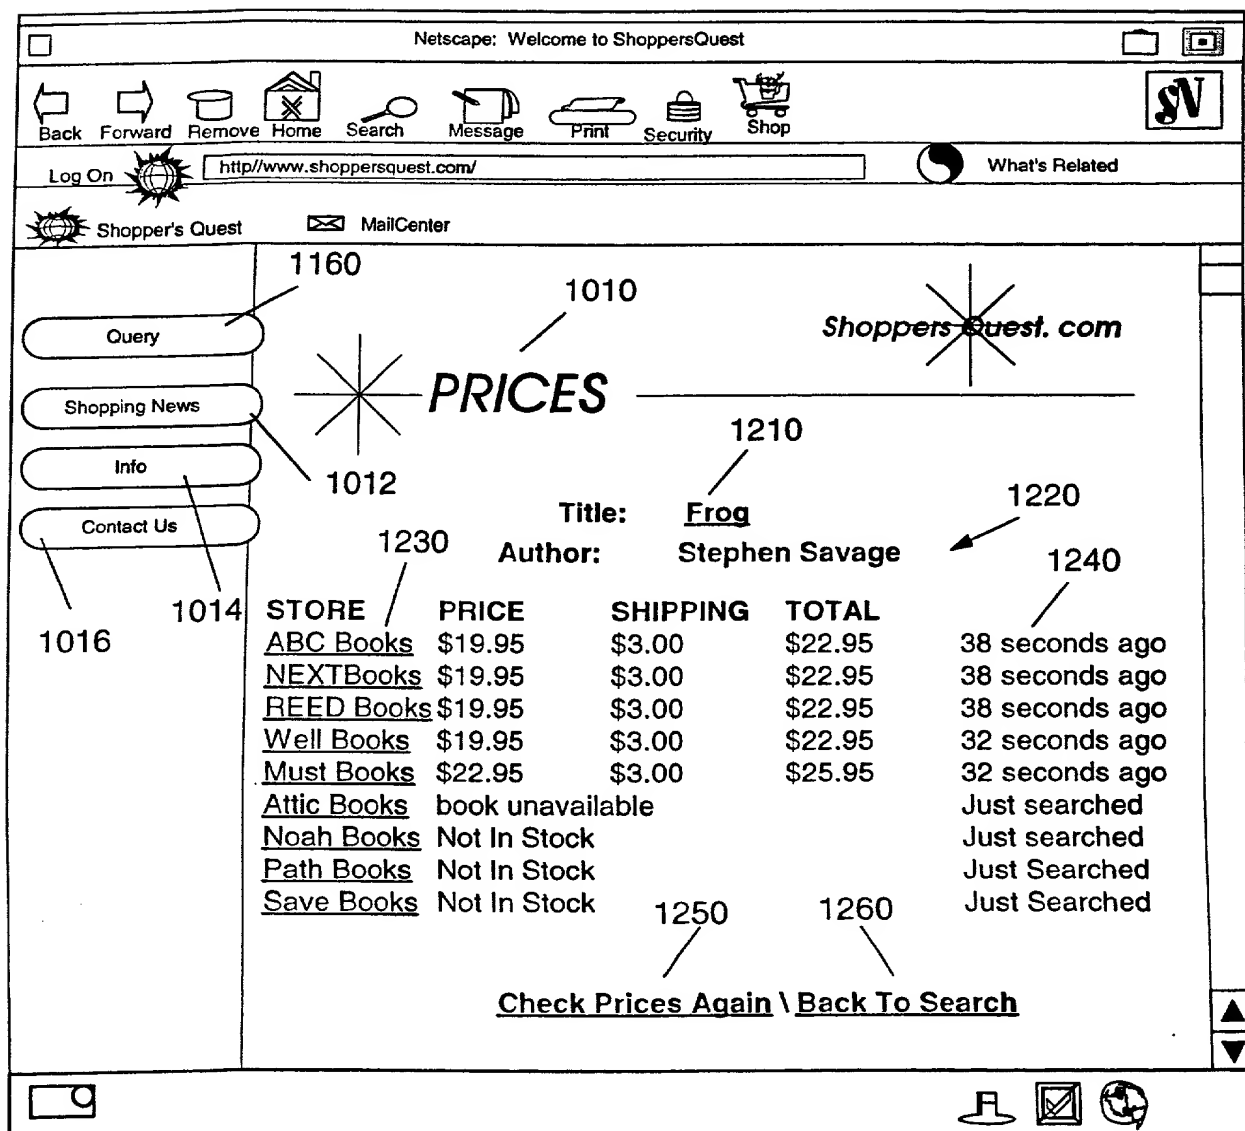 Netscape: Welcome to ShoppersQuest
Back Forward Remove Home Search Message Print Security Shop
N
Log On http//www.shoppersquest.com/ What's Related
Shopper's Quest MailCenter
1160
1010
Query
Shoppers Quest. com
PRICES
Shopping News
1210
Info
1012
1220
Title: Frog
Contact Us
1230
Author: Stephen Savage
1240
1014
1016
STORE PRICE SHIPPING TOTAL
ABC Books $19.95 $3.00 $22.95 38 seconds ago
NEXTBooks $19.95 $3.00 $22.95 38 seconds ago
REED Books $19.95 $3.00 $22.95 38 seconds ago
Well Books $19.95 $3.00 $22.95 32 seconds ago
Must Books $22.95 $3.00 $25.95 32 seconds ago
Attic Books book unavailable Just searched
Noah Books Not In Stock Just searched
Path Books Not In Stock Just Searched
Save Books Not In Stock Just Searched
1250 1260
Check Prices Again \ Back To Search